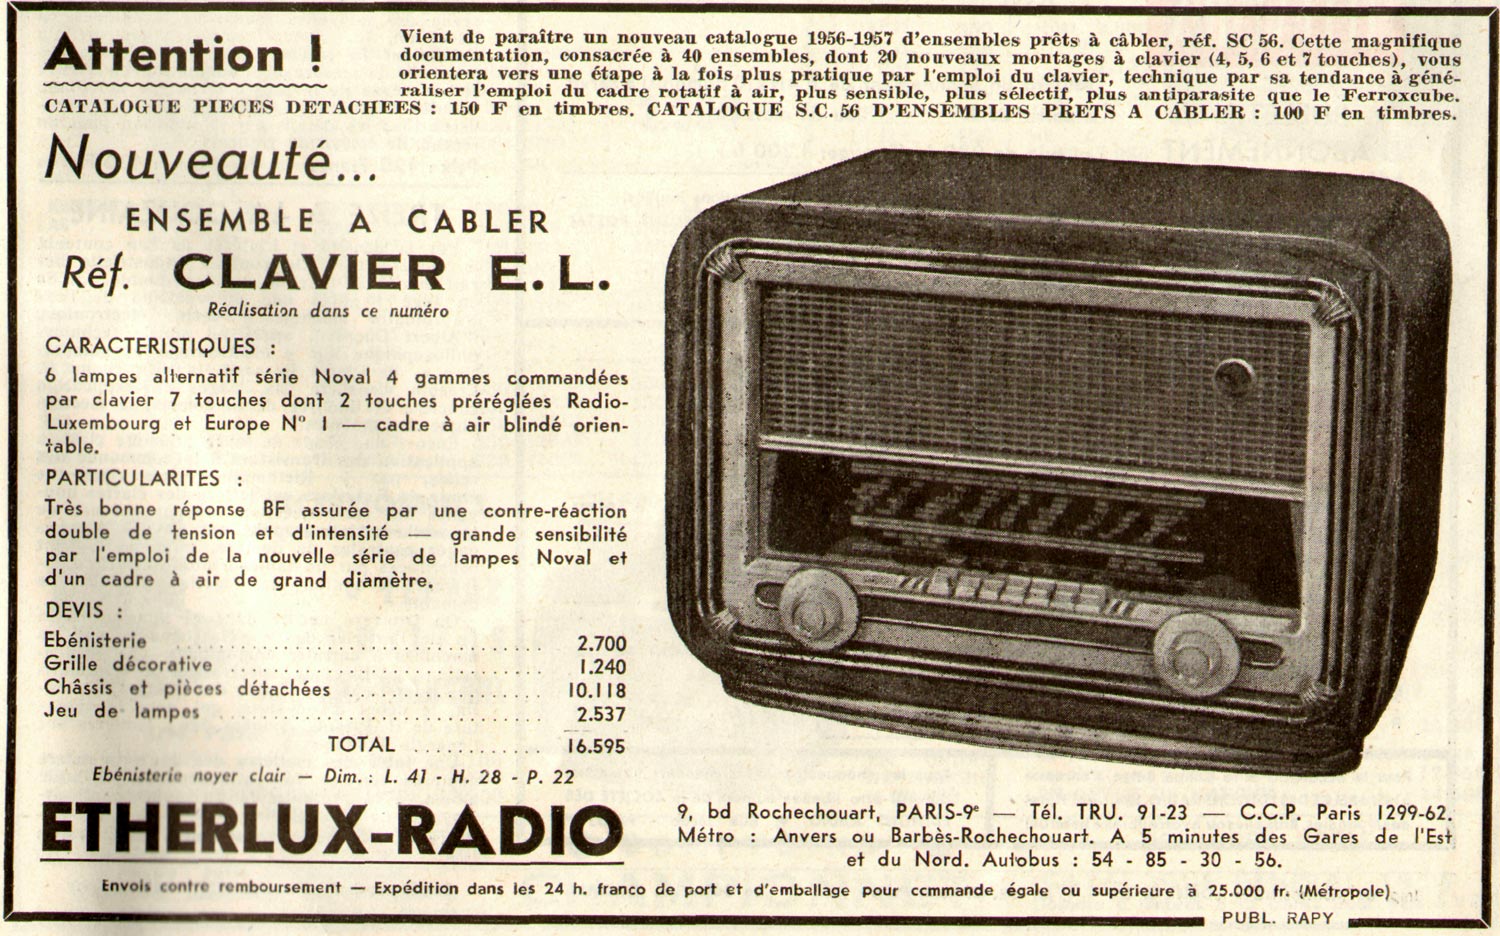 Attention !
Vient de paraître un nouveau catalogue 1956-1957 d'ensembles prêts à câbler, réf. SC 56. Cette magnifique
documentation, consacrée à 40 ensembles, dont 20 nouveaux montages à clavier (4, 5, 6 et 7 touches), vous
orientera vers une étape à la fois plus pratique par l'emploi du clavier, technique par sa tendance à géné-
raliser l'emploi du cadre rotatif à air, plus sensible, plus sélectif, plus antiparasite que le Ferroxcube.
CATALOGUE PIECES DETACHEES : 150 F en timbres. CATALOGUE S.C. 56 D'ENSEMBLES PRETS A CABLER : 100 F en timbres.
Nouveauté...
ENSEMBLE A CABLER
Réf. CLAVIER E. L.
Réalisation dans ce numéro
CARACTERISTIQUES :
6 lampes alternatif série Noval 4 gammes commandées
par clavier 7 touches dont 2 touches préréglées Radio-
Luxembourg et Europe N° 1 — cadre à air blindé orien-
table.
PARTICULARITES :
Très bonne réponse BF assurée par une contre-réaction
double de tension et d'intensité — grande sensibilité
par l'emploi de la nouvelle série de lampes Noval et
d'un cadre à air de grand diamètre.
DEVIS :
Ebénisterie .................... 2.700
Grille décorative .................... 1.240
Châssis et pièces détachées .................... 10.118
Jeu de lampes .................... 2.537
TOTAL ........... 16.595
Ebénisterie noyer clair — Dim. : L. 41 - H. 28 - P. 22
ETHERLUX-RADIO
9, bd Rochechouart, PARIS-9e — Tél. TRU. 91-23 — C.C.P. Paris 1299-62.
Métro : Anvers ou Barbès-Rochechouart. A 5 minutes des Gares de l'Est
et du Nord. Autobus : 54 - 85 - 30 - 56.
Envois contre remboursement — Expédition dans les 24 h. franco de port et d'emballage pour commande égale ou supérieure à 25.000 fr. (Métropole)
PUBL. RAPY